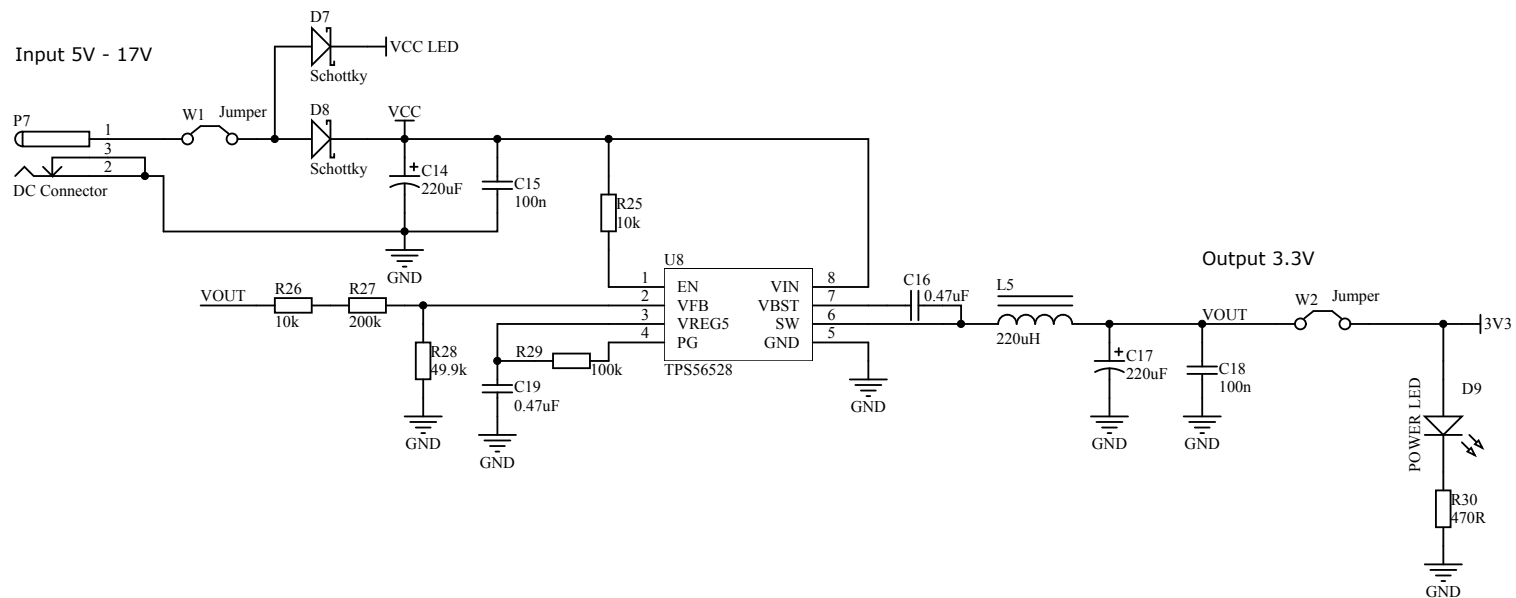 Input 5V - 17V
D7
Schottky
VCC LED
P7
1
3
2
DC Connector
W1
Jumper
D8
Schottky
VCC
C14
220uF
C15
100n
R25
10k
GND
VOUT
R26
10k
R27
200k
R28
49.9k
GND
R29
100k
C19
0.47uF
GND
U8
1
EN
2
VFB
3
VREG5
4
PG
VIN
8
VBST
7
SW
6
GND
5
TPS56528
GND
C16
0.47uF
L5
220uH
C17
220uF
GND
C18
100n
GND
Output 3.3V
VOUT
W2
Jumper
3V3
D9
POWER LED
R30
470R
GND